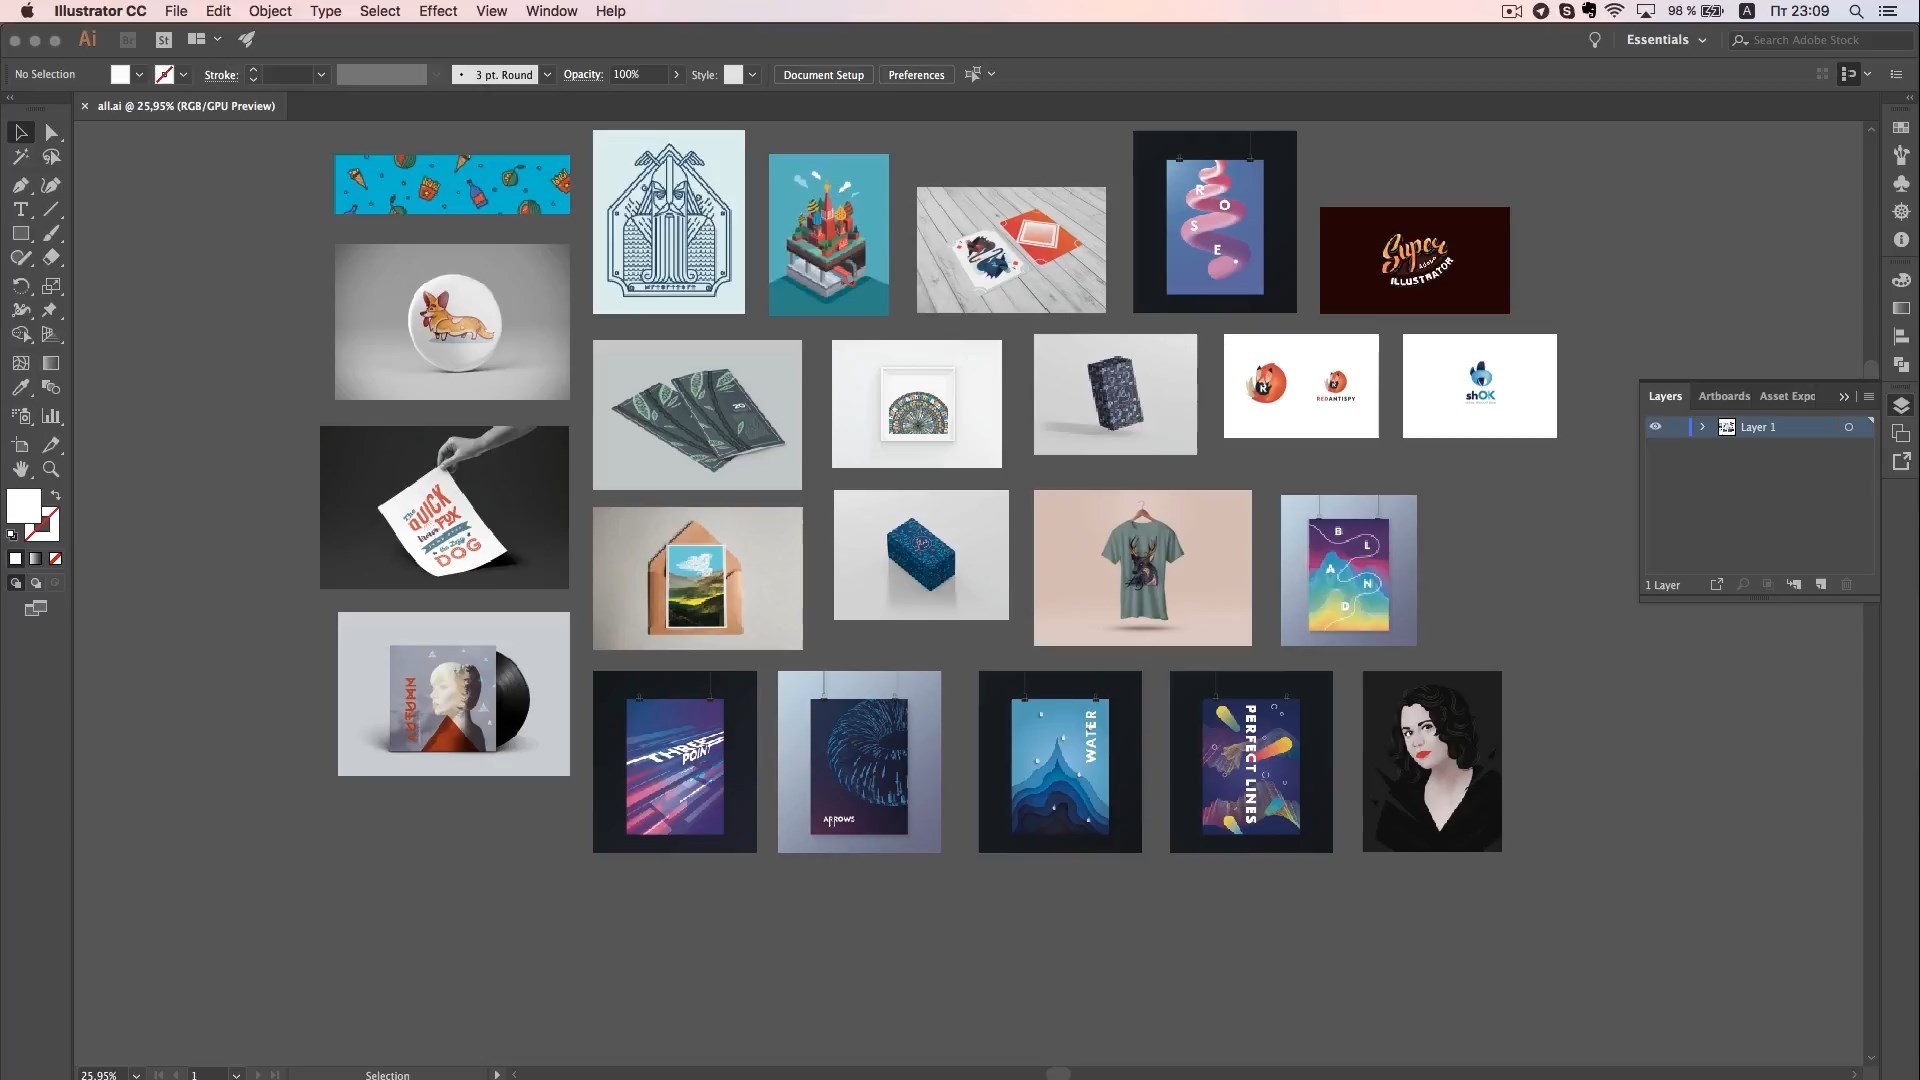 Illustrator CC File Edit Object Type Select Effect View Window Help 98 % A Пт 23:09
Ai Br St Essentials Search Adobe Stock
No Selection Stroke: 3 pt. Round Opacity: 100% Style: Document Setup Preferences
× all.ai @ 25,95% (RGB/GPU Preview)
R
O
S
E
Super
Adobe
ILLUSTRATOR
R
REDANTISPY
shOK
Layers Artboards Asset Expo
Layer 1
1 Layer
The
QUICK
FOX
the Lazy
DOG
20
B
L
A
N
D
AUTUMN
THREE
POINT
ARROWS
WATER
PERFECT LINES
25,95% 1 Selection